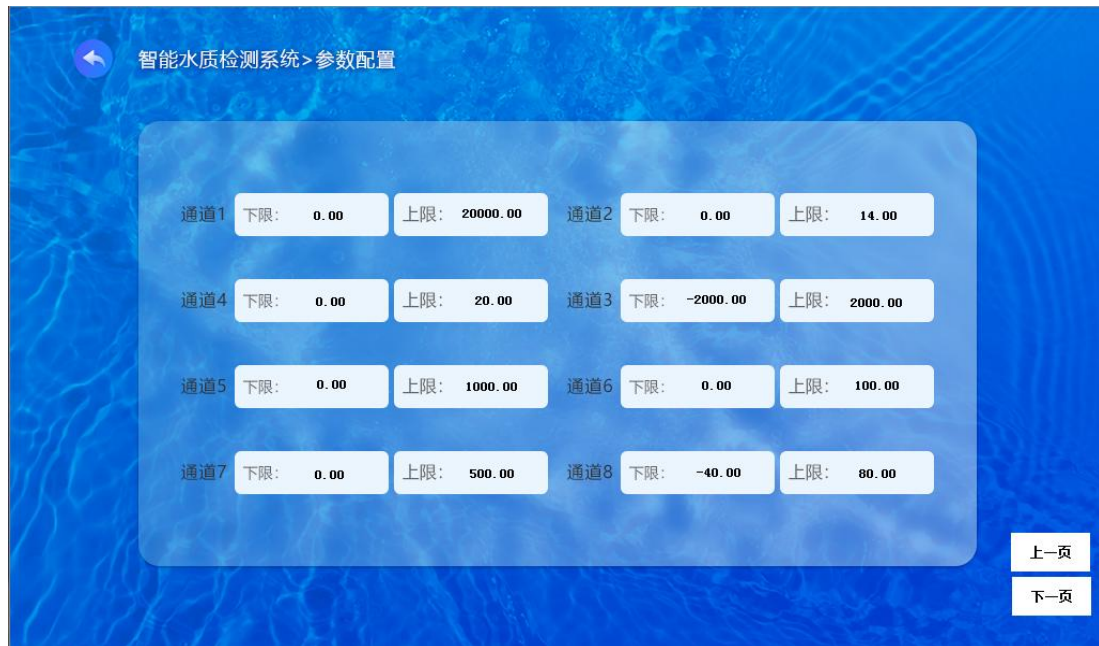 智能水质检测系统>参数配置
通道1 下限： 0.00 上限： 20000.00 通道2 下限： 0.00 上限： 14.00
通道4 下限： 0.00 上限： 20.00 通道3 下限： -2000.00 上限： 2000.00
通道5 下限： 0.00 上限： 1000.00 通道6 下限： 0.00 上限： 100.00
通道7 下限： 0.00 上限： 500.00 通道8 下限： -40.00 上限： 80.00
上一页
下一页